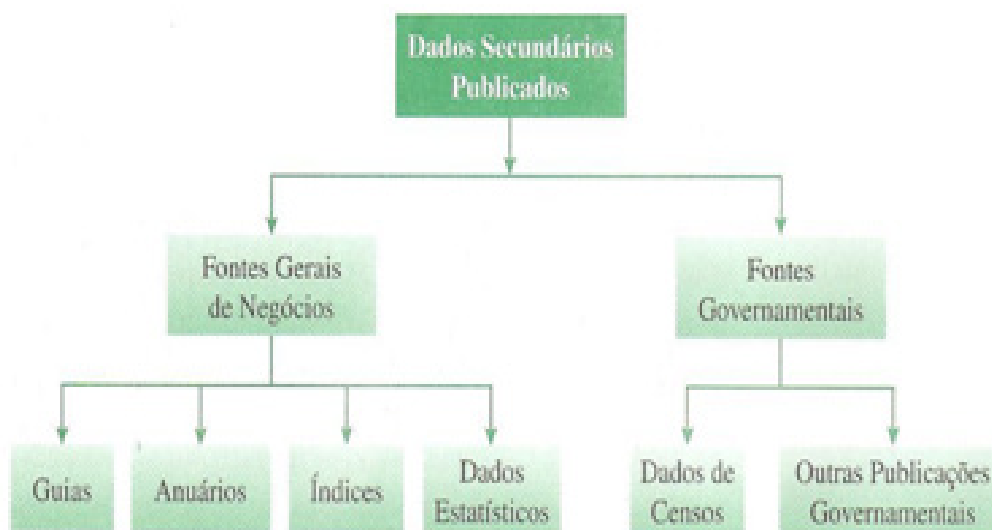 Dados Secundários
Publicados
Fontes Gerais
de Negócios
Fontes
Governamentais
Guias
Anuários
Índices
Dados
Estatísticos
Dados de
Censos
Outras Publicações
Governamentais